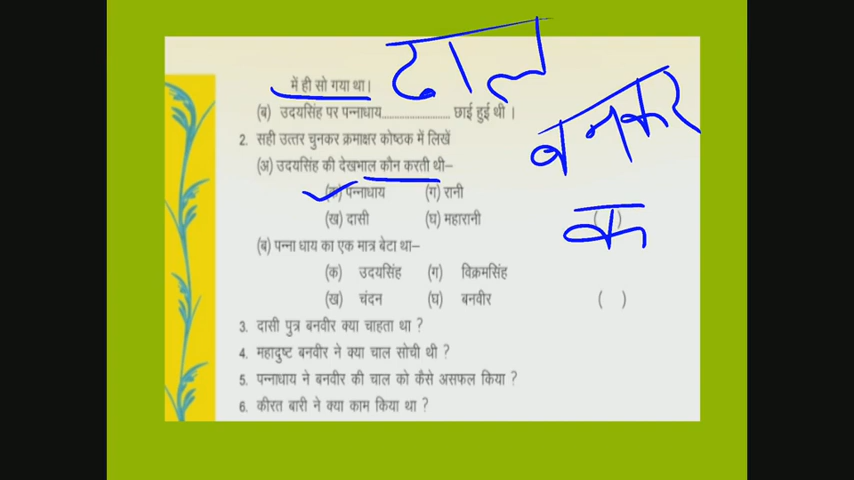 में ही सो गया था।
ढाल
बनकर
(ब) उदयसिंह पर पन्नाधाय.................... छाई हुई थी ।
2. सही उत्तर चुनकर क्रमाक्षर कोष्ठक में लिखें
(अ) उदयसिंह की देखभाल कौन करती थी–
(क) पन्नाधाय (ग) रानी
(ख) दासी (घ) महारानी ( )
क
(ब) पन्ना धाय का एक मात्र बेटा था–
(क) उदयसिंह (ग) विक्रमसिंह
(ख) चंदन (घ) बनवीर ( )
3. दासी पुत्र बनवीर क्या चाहता था ?
4. महादुष्ट बनवीर ने क्या चाल सोची थी ?
5. पन्नाधाय ने बनवीर की चाल को कैसे असफल किया ?
6. कीरत बारी ने क्या काम किया था ?